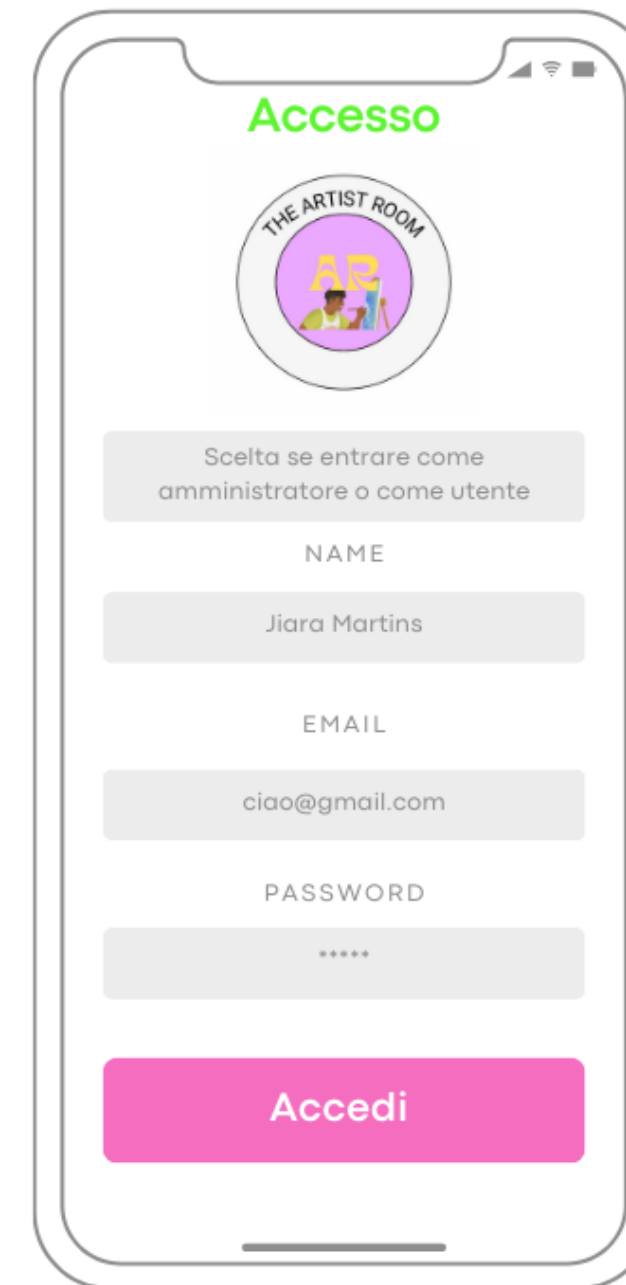 Accesso
THE ARTIST ROOM
AR
Scelta se entrare come
amministratore o come utente
NAME
Jiara Martins
EMAIL
ciao@gmail.com
PASSWORD
*****
Accedi